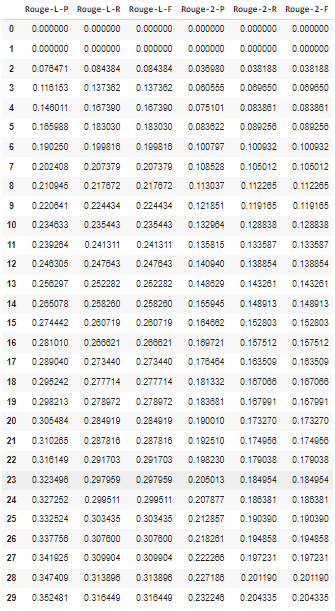 Rouge-L-P Rouge-L-R Rouge-L-F Rouge-2-P Rouge-2-R Rouge-2-F
0 0.000000 0.000000 0.000000 0.000000 0.000000 0.000000
1 0.000000 0.000000 0.000000 0.000000 0.000000 0.000000
2 0.076471 0.084384 0.084384 0.036980 0.038188 0.038188
3 0.116153 0.137362 0.137362 0.060555 0.069650 0.069650
4 0.146011 0.167390 0.167390 0.075101 0.083861 0.083861
5 0.165988 0.183030 0.183030 0.083622 0.089256 0.089256
6 0.190250 0.199816 0.199816 0.100797 0.100932 0.100932
7 0.202408 0.207379 0.207379 0.108528 0.105012 0.105012
8 0.210945 0.217672 0.217672 0.113037 0.112265 0.112265
9 0.220641 0.224434 0.224434 0.121851 0.119165 0.119165
10 0.234633 0.235443 0.235443 0.132964 0.128838 0.128838
11 0.239264 0.241311 0.241311 0.135815 0.133587 0.133587
12 0.246305 0.247643 0.247643 0.140940 0.138854 0.138854
13 0.256297 0.252282 0.252282 0.148629 0.143261 0.143261
14 0.265078 0.258260 0.258260 0.155945 0.148913 0.148913
15 0.274442 0.260719 0.260719 0.164662 0.152803 0.152803
16 0.281010 0.266621 0.266621 0.169721 0.157512 0.157512
17 0.289040 0.273440 0.273440 0.176464 0.163509 0.163509
18 0.295242 0.277714 0.277714 0.181332 0.167066 0.167066
19 0.298213 0.278972 0.278972 0.183681 0.167991 0.167991
20 0.305484 0.284919 0.284919 0.190010 0.173270 0.173270
21 0.310265 0.287816 0.287816 0.192510 0.174956 0.174956
22 0.316149 0.291703 0.291703 0.198230 0.179038 0.179038
23 0.323496 0.297959 0.297959 0.205013 0.184954 0.184954
24 0.327252 0.299511 0.299511 0.207877 0.186381 0.186381
25 0.332524 0.303435 0.303435 0.212857 0.190390 0.190390
26 0.337756 0.307600 0.307600 0.218261 0.194858 0.194858
27 0.341925 0.309904 0.309904 0.222266 0.197231 0.197231
28 0.347409 0.313896 0.313896 0.227186 0.201190 0.201190
29 0.352481 0.316449 0.316449 0.232246 0.204335 0.204335